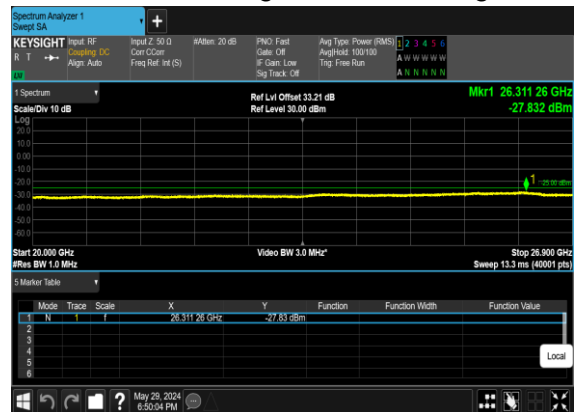 Spectrum Analyzer 1
Swept SA
KEYSIGHT Input: RF Input Z: 50 Ω #Atten: 20 dB PNO: Fast Avg Type: Power (RMS) 1 2 3 4 5 6
R T Coupling: DC Corr CCorr Gate: Off Avg|Hold: 100/100 A W W W W W
Align: Auto Freq Ref: Int (S) IF Gain: Low Trig: Free Run
Sig Track: Off A N N N N N
1 Spectrum Ref Lvl Offset 33.21 dB Mkr1 26.311 26 GHz
Scale/Div 10 dB Ref Level 30.00 dBm -27.832 dBm
Log
20.0
10.0
0.00
-10.0
1
-20.0 -25.00 dBm
-30.0
-40.0
-50.0
-60.0
Start 20.000 GHz Video BW 3.0 MHz* Stop 26.900 GHz
#Res BW 1.0 MHz Sweep 13.3 ms (40001 pts)
5 Marker Table
Mode Trace Scale X Y Function Function Width Function Value
1 N 1 f 26.311 26 GHz -27.83 dBm
2
3
4
5
6
Local
? May 29, 2024
6:50:04 PM